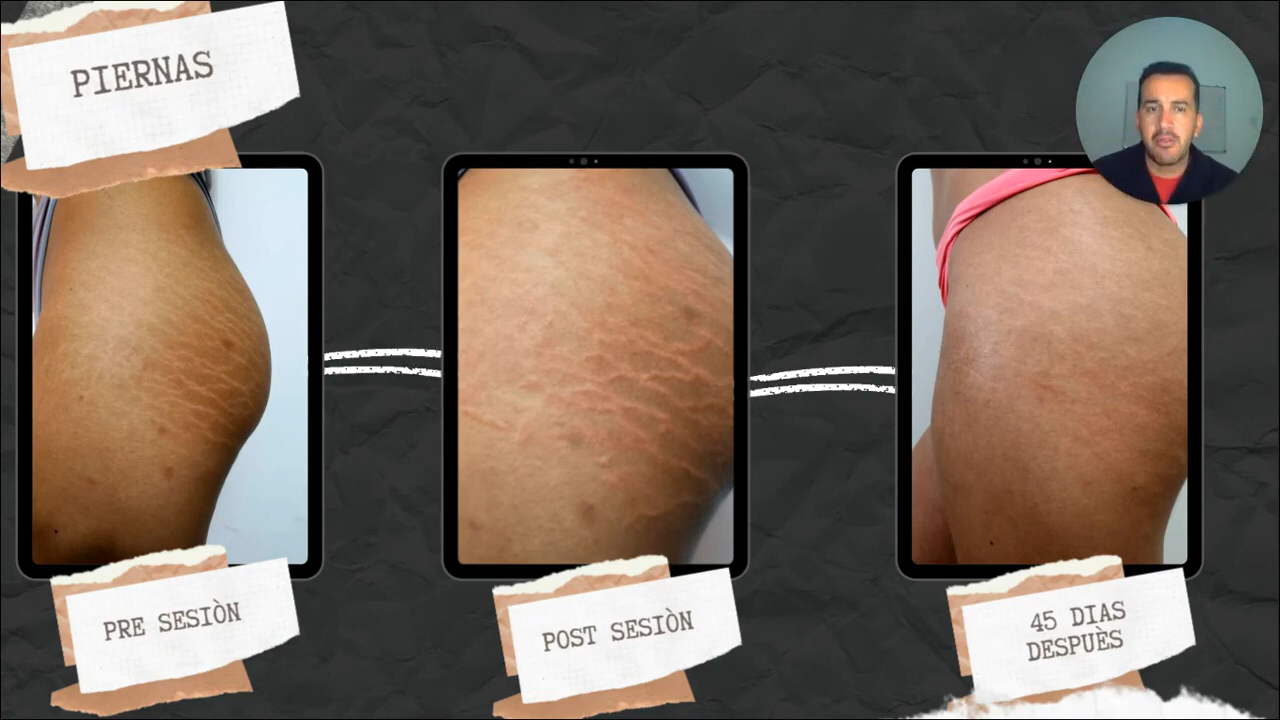 PIERNAS
PRE SESIÒN
POST SESIÒN
45 DIAS
DESPUÈS